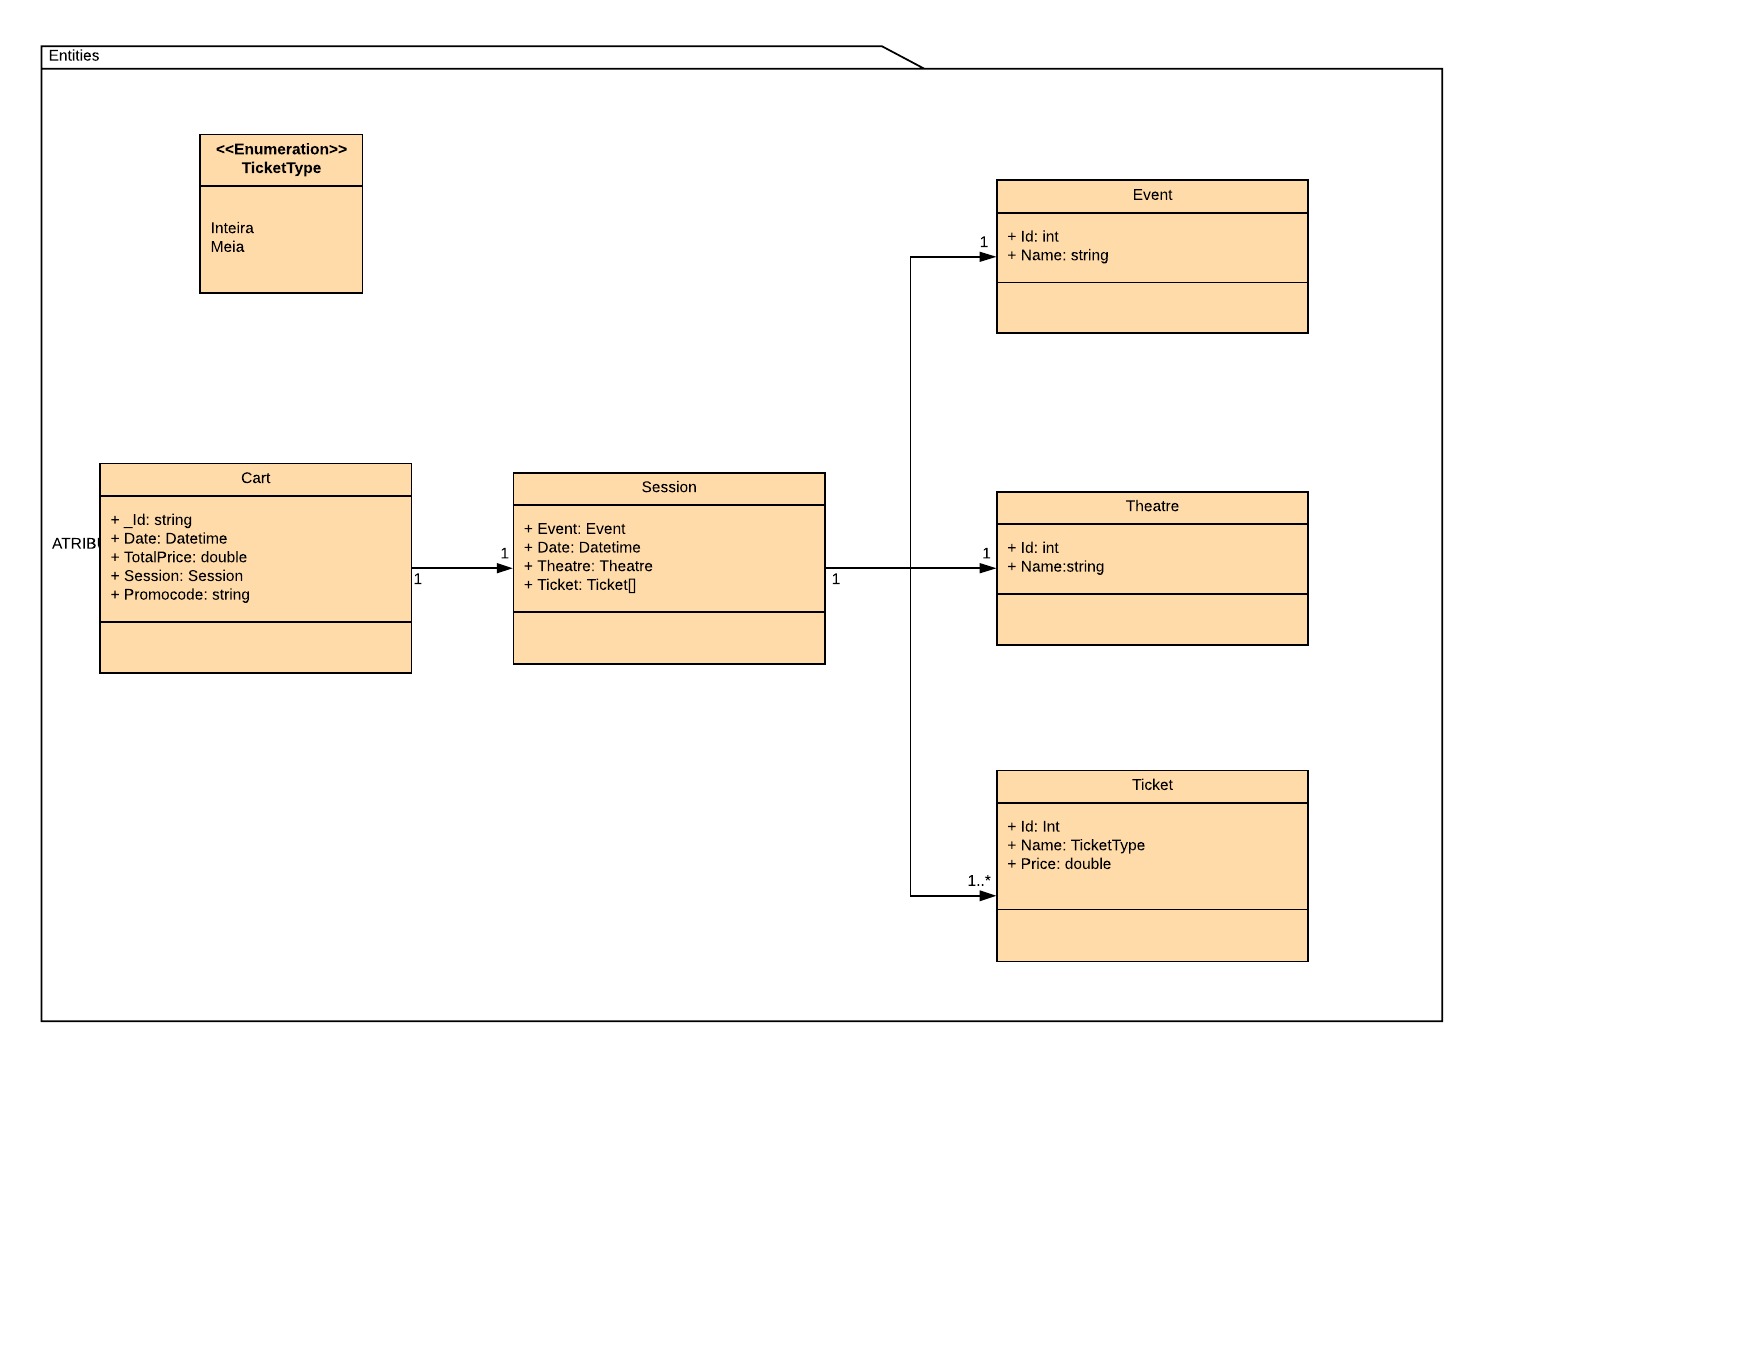 Entities
<<Enumeration>>
TicketType
Inteira
Meia
Event
+ Id: int
+ Name: string
1
Cart
+ _Id: string
+ Date: Datetime
+ TotalPrice: double
+ Session: Session
+ Promocode: string
1
1
Session
+ Event: Event
+ Date: Datetime
+ Theatre: Theatre
+ Ticket: Ticket[]
1
1
Theatre
+ Id: int
+ Name:string
Ticket
+ Id: Int
+ Name: TicketType
+ Price: double
1..*